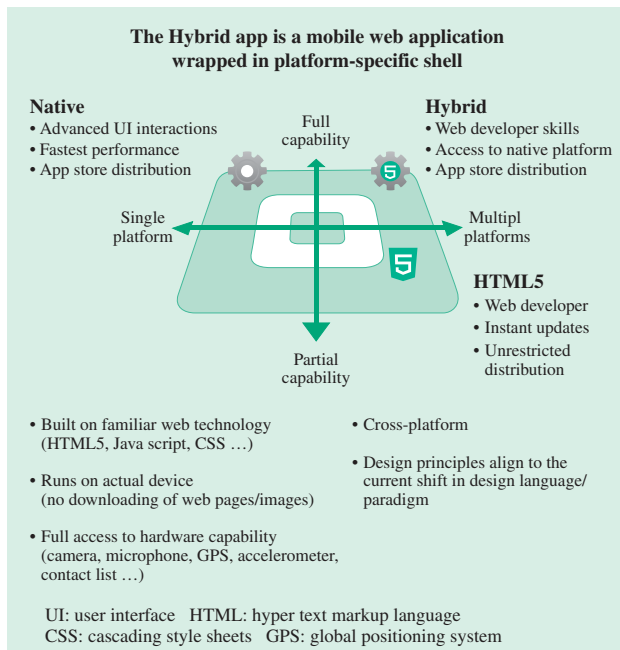 The Hybrid app is a mobile web application
wrapped in platform-specific shell
Native
• Advanced UI interactions
• Fastest performance
• App store distribution
Full
capability
Hybrid
• Web developer skills
• Access to native platform
• App store distribution
5
Single
platform
Multipl
platforms
5
HTML5
• Web developer
• Instant updates
• Unrestricted
distribution
Partial
capability
• Built on familiar web technology
(HTML5, Java script, CSS …)
• Runs on actual device
(no downloading of web pages/images)
• Full access to hardware capability
(camera, microphone, GPS, accelerometer,
contact list …)
• Cross-platform
• Design principles align to the
current shift in design language/
paradigm
UI: user interface HTML: hyper text markup language
CSS: cascading style sheets GPS: global positioning system